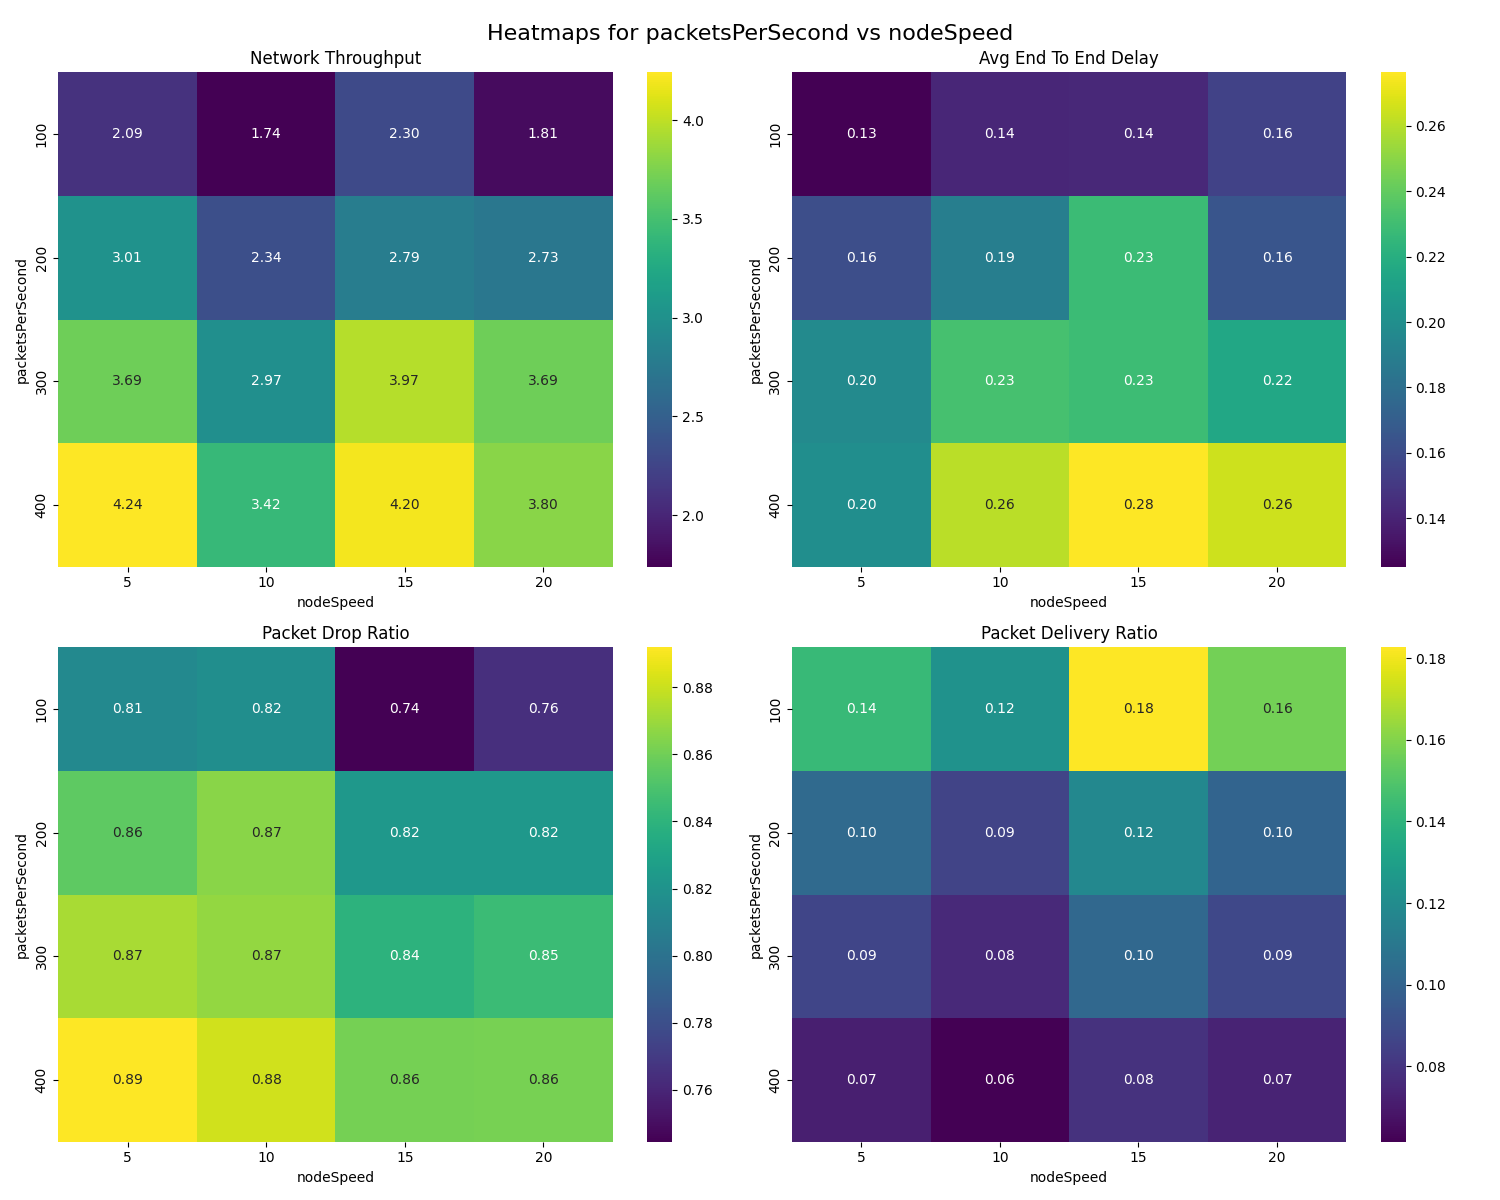 Heatmaps for packetsPerSecond vs nodeSpeed
Network Throughput
packetsPerSecond
100
200
300
400
2.09 1.74 2.30 1.81
3.01 2.34 2.79 2.73
3.69 2.97 3.97 3.69
4.24 3.42 4.20 3.80
5 10 15 20
nodeSpeed
4.0
3.5
3.0
2.5
2.0
Avg End To End Delay
packetsPerSecond
100
200
300
400
0.13 0.14 0.14 0.16
0.16 0.19 0.23 0.16
0.20 0.23 0.23 0.22
0.20 0.26 0.28 0.26
5 10 15 20
nodeSpeed
0.26
0.24
0.22
0.20
0.18
0.16
0.14
Packet Drop Ratio
packetsPerSecond
100
200
300
400
0.81 0.82 0.74 0.76
0.86 0.87 0.82 0.82
0.87 0.87 0.84 0.85
0.89 0.88 0.86 0.86
5 10 15 20
nodeSpeed
0.88
0.86
0.84
0.82
0.80
0.78
0.76
Packet Delivery Ratio
packetsPerSecond
100
200
300
400
0.14 0.12 0.18 0.16
0.10 0.09 0.12 0.10
0.09 0.08 0.10 0.09
0.07 0.06 0.08 0.07
5 10 15 20
nodeSpeed
0.18
0.16
0.14
0.12
0.10
0.08